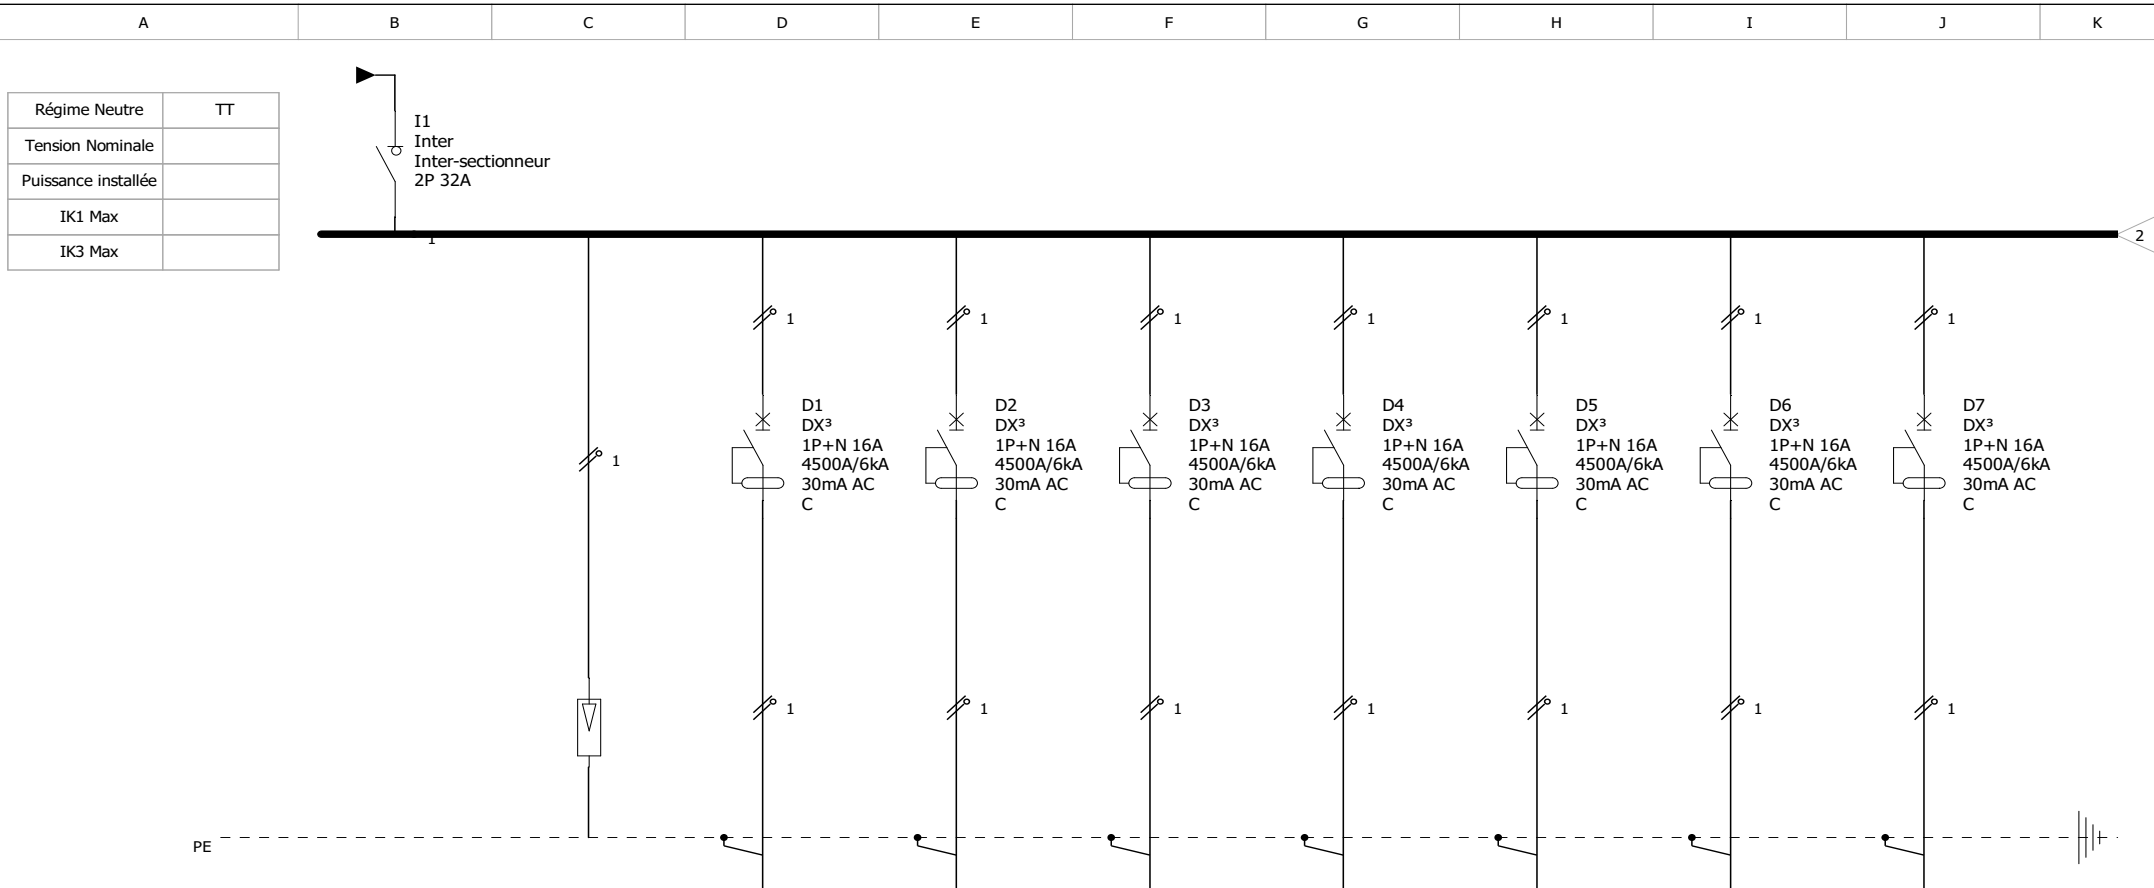 A B C D E F G H I J K
Régime Neutre TT
Tension Nominale
Puissance installée
IK1 Max
IK3 Max
I1
Inter
Inter-sectionneur
2P 32A
1
2
1 1 1 1 1 1 1
1
D1
DX³
1P+N 16A
4500A/6kA
30mA AC
C
D2
DX³
1P+N 16A
4500A/6kA
30mA AC
C
D3
DX³
1P+N 16A
4500A/6kA
30mA AC
C
D4
DX³
1P+N 16A
4500A/6kA
30mA AC
C
D5
DX³
1P+N 16A
4500A/6kA
30mA AC
C
D6
DX³
1P+N 16A
4500A/6kA
30mA AC
C
D7
DX³
1P+N 16A
4500A/6kA
30mA AC
C
1 1 1 1 1 1 1
PE